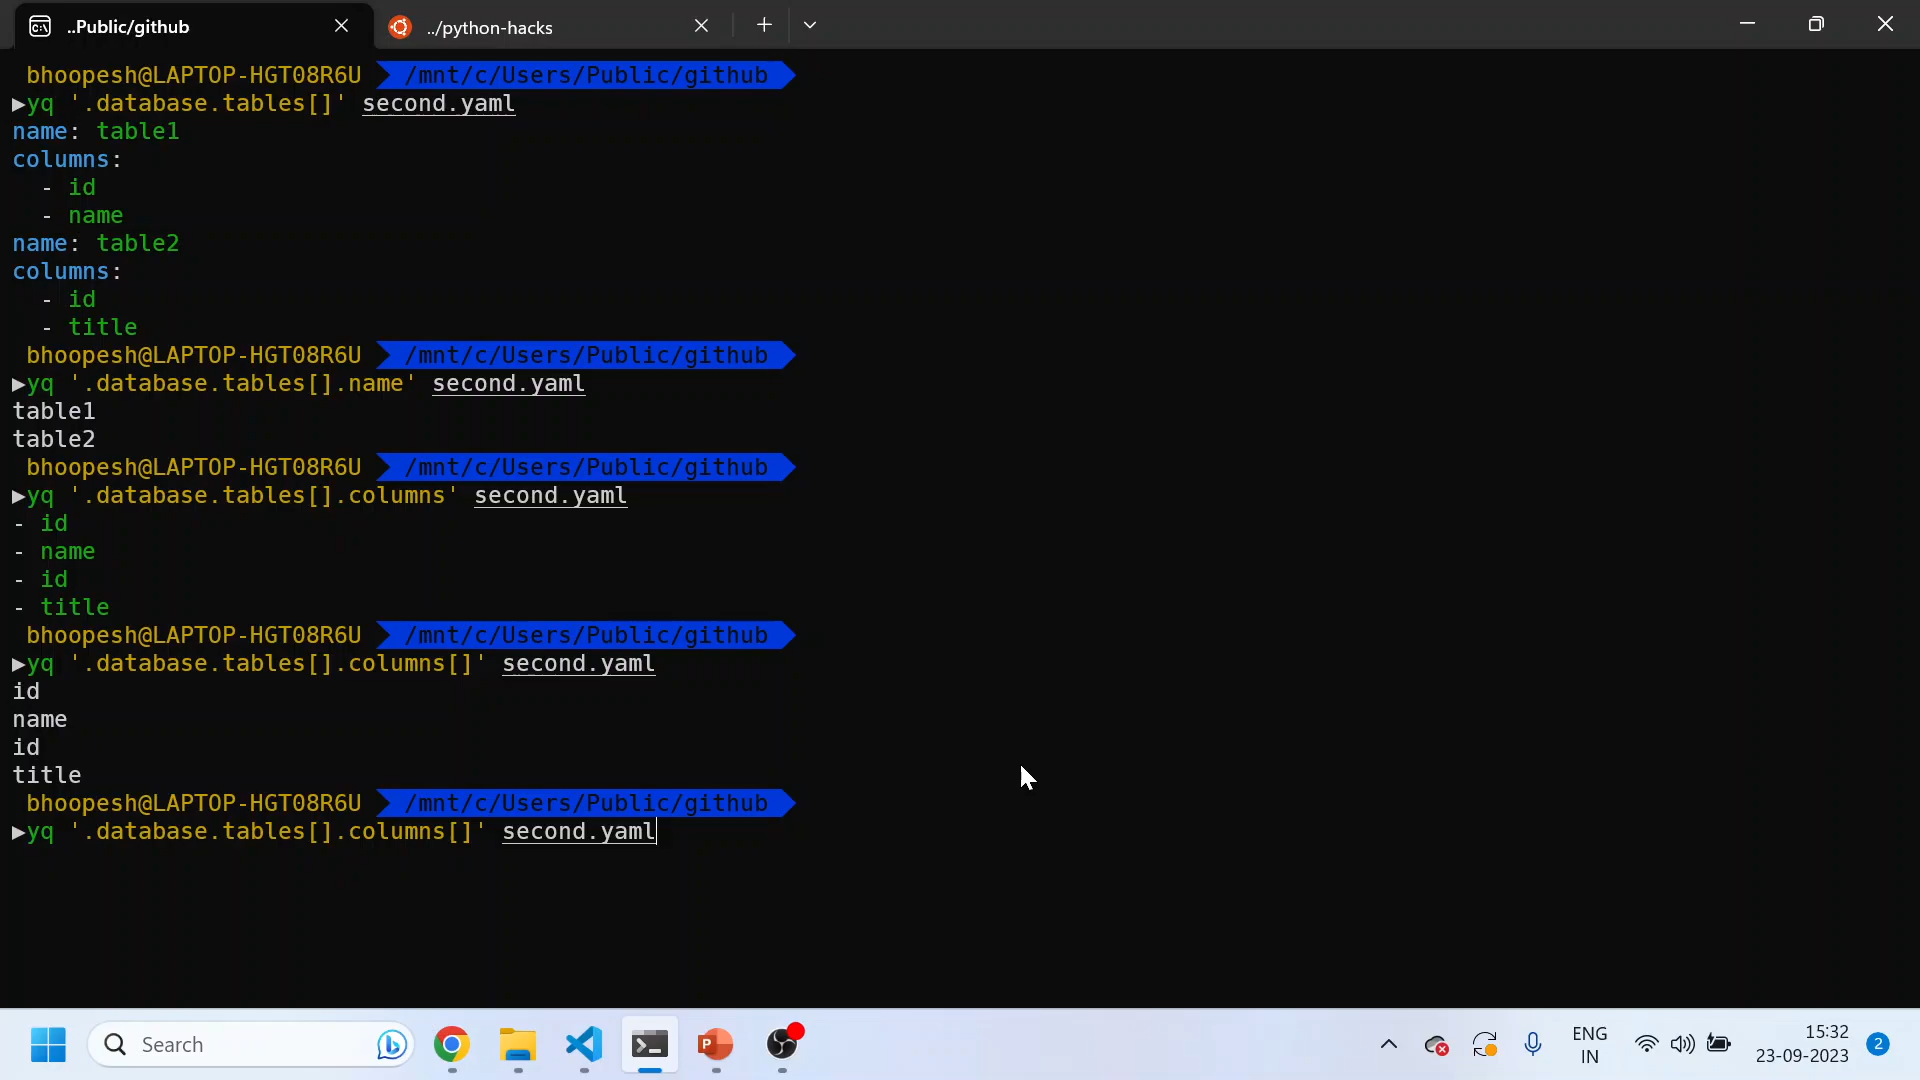 ..Public/github
../python-hacks
bhoopesh@LAPTOP-HGT08R6U /mnt/c/Users/Public/github
▶yq '.database.tables[]' second.yaml
name: table1
columns:
  - id
  - name
name: table2
columns:
  - id
  - title
bhoopesh@LAPTOP-HGT08R6U /mnt/c/Users/Public/github
▶yq '.database.tables[].name' second.yaml
table1
table2
bhoopesh@LAPTOP-HGT08R6U /mnt/c/Users/Public/github
▶yq '.database.tables[].columns' second.yaml
- id
- name
- id
- title
bhoopesh@LAPTOP-HGT08R6U /mnt/c/Users/Public/github
▶yq '.database.tables[].columns[]' second.yaml
id
name
id
title
bhoopesh@LAPTOP-HGT08R6U /mnt/c/Users/Public/github
▶yq '.database.tables[].columns[]' second.yaml
Search
ENG
IN
15:32
23-09-2023
2